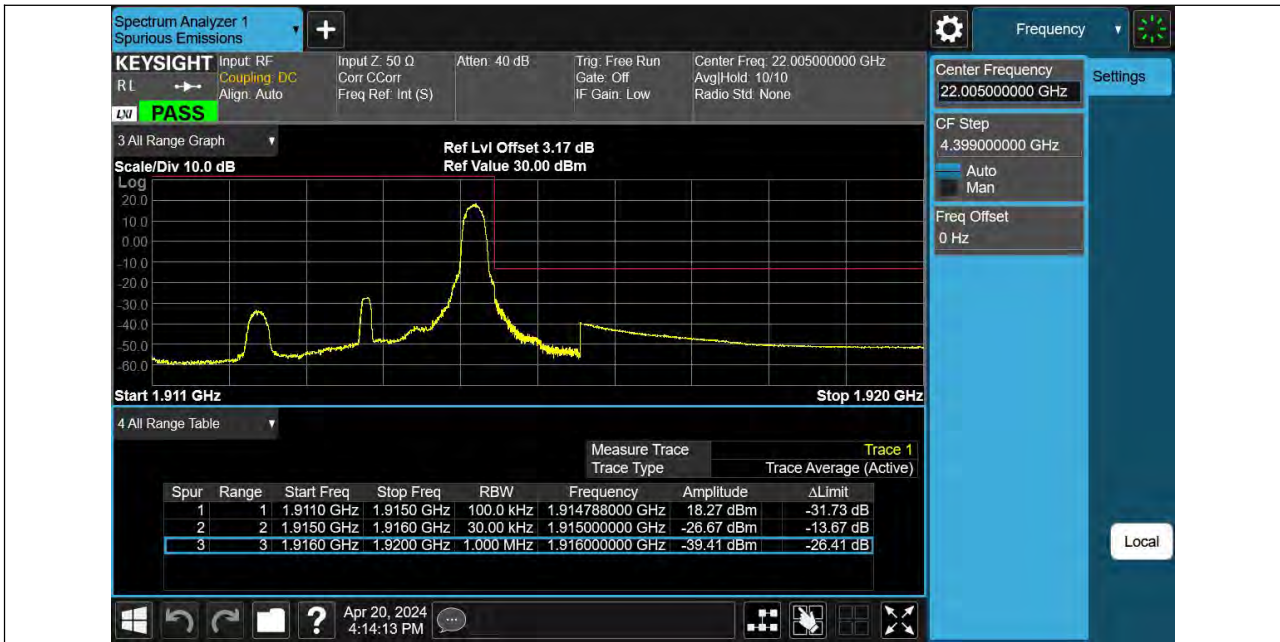 Spectrum Analyzer 1
Spurious Emissions
Frequency
KEYSIGHT
R L
LXI
PASS
Input: RF
Coupling: DC
Align: Auto
Input Z: 50 Ω
Corr CCorr
Freq Ref: Int (S)
Atten: 40 dB
Trig: Free Run
Gate: Off
IF Gain: Low
Center Freq: 22.005000000 GHz
Avg|Hold: 10/10
Radio Std: None
Center Frequency
22.005000000 GHz
Settings
CF Step
4.399000000 GHz
Auto
Man
Freq Offset
0 Hz
3 All Range Graph
Ref Lvl Offset 3.17 dB
Scale/Div 10.0 dB
Ref Value 30.00 dBm
Log
20.0
10.0
0.00
-10.0
-20.0
-30.0
-40.0
-50.0
-60.0
Start 1.911 GHz
Stop 1.920 GHz
4 All Range Table
Measure Trace Trace 1
Trace Type Trace Average (Active)
Spur Range Start Freq Stop Freq RBW Frequency Amplitude ΔLimit
1 1 1.9110 GHz 1.9150 GHz 100.0 kHz 1.914788000 GHz 18.27 dBm -31.73 dB
2 2 1.9150 GHz 1.9160 GHz 30.00 kHz 1.915000000 GHz -26.67 dBm -13.67 dB
3 3 1.9160 GHz 1.9200 GHz 1.000 MHz 1.916000000 GHz -39.41 dBm -26.41 dB
Local
?
Apr 20, 2024
4:14:13 PM